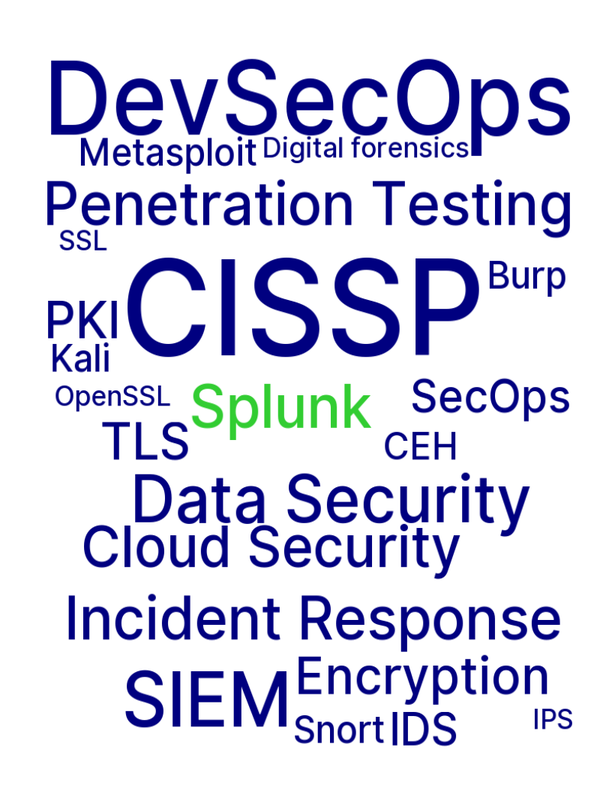 DevSecOps
Metasploit Digital forensics
Penetration Testing
SSL
CISSP
Burp
PKI
Kali
OpenSSL
Splunk
SecOps
TLS
CEH
Data Security
Cloud Security
Incident Response
Encryption
SIEM
Snort IDS
IPS